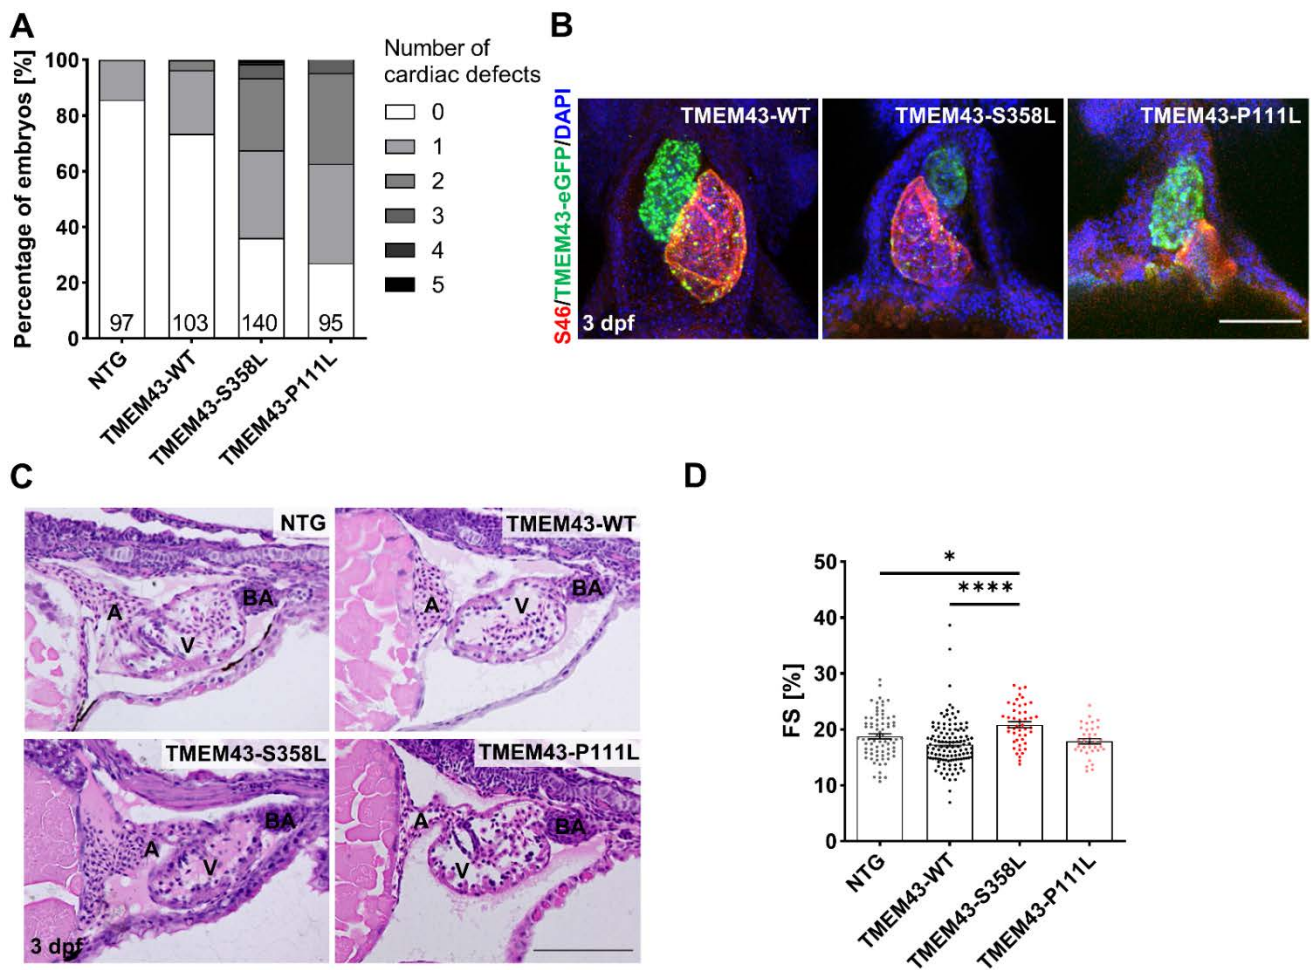 A
Percentage of embryos [%]
100
80
60
40
20
0
97
103
140
95
NTG
TMEM43-WT
TMEM43-S358L
TMEM43-P111L
Number of
cardiac defects
0
1
2
3
4
5
B
S46/TMEM43-eGFP/DAPI
TMEM43-WT
TMEM43-S358L
TMEM43-P111L
3 dpf
C
NTG
A
V
BA
TMEM43-WT
A
V
BA
TMEM43-S358L
A
V
BA
3 dpf
TMEM43-P111L
A
V
BA
D
FS [%]
50
40
30
20
10
0
*
****
NTG
TMEM43-WT
TMEM43-S358L
TMEM43-P111L